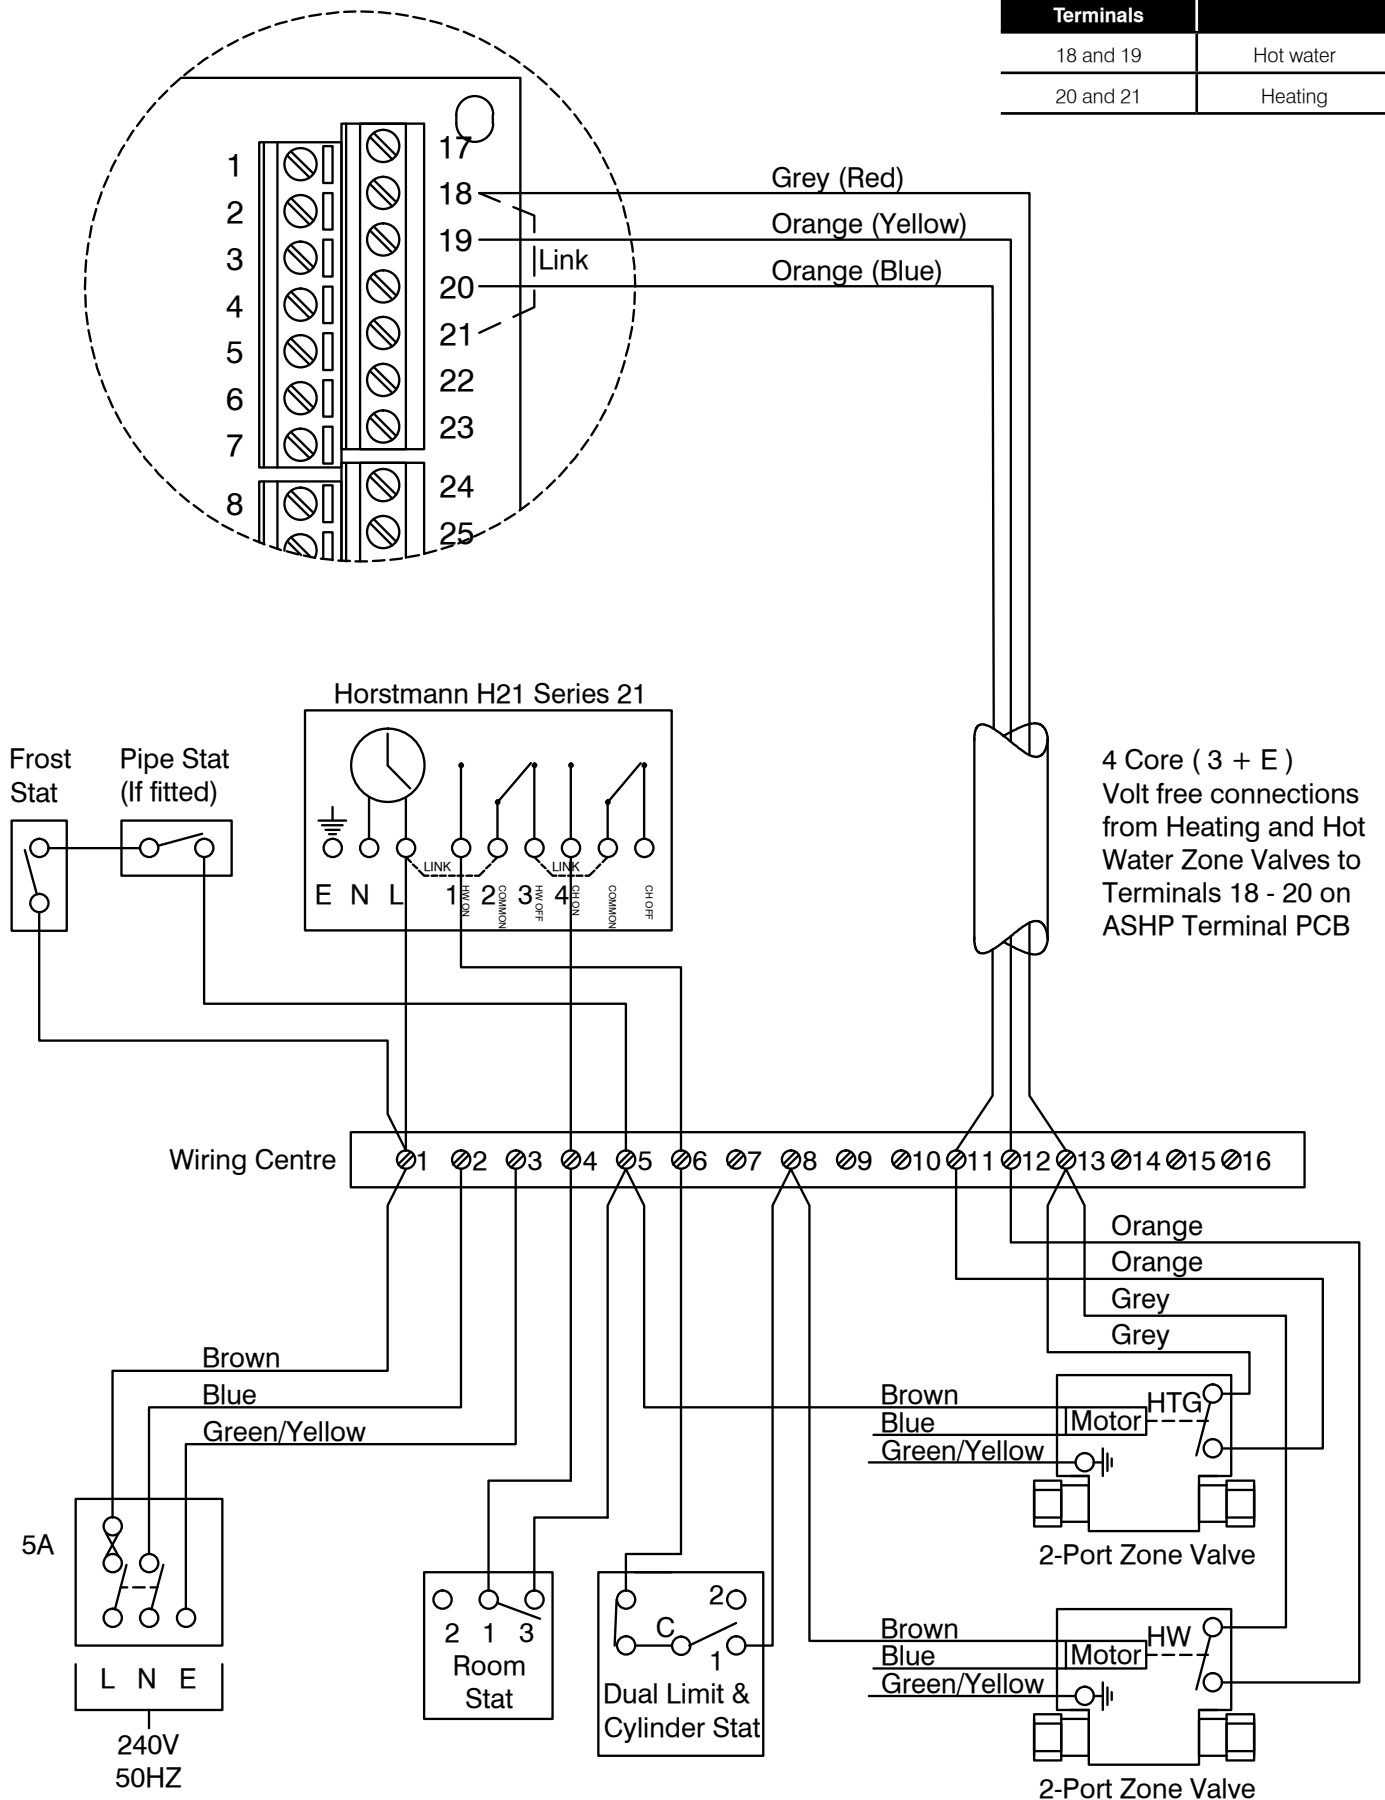 Terminals
18 and 19 Hot water
20 and 21 Heating
17
1
18 Grey (Red)
2
19 Orange (Yellow)
3 Link
20 Orange (Blue)
4
21
5
22
6
23
7
24
8
25
Horstmann H21 Series 21
Frost
Stat
Pipe Stat
(If fitted)
4 Core ( 3 + E )
Volt free connections
from Heating and Hot
Water Zone Valves to
Terminals 18 - 20 on
ASHP Terminal PCB
LINK LINK
E N L 1 2 3 4
HW ON
COMMON
HW OFF
CH ON
COMMON
CH OFF
Wiring Centre 1 2 3 4 5 6 7 8 9 10 11 12 13 14 15 16
Orange
Orange
Grey
Grey
Brown
Blue
Green/Yellow
Brown
Blue
Green/Yellow
Motor
HTG
2-Port Zone Valve
5A
L N E
240V
50HZ
2 1 3
Room
Stat
2
C
1
Dual Limit &
Cylinder Stat
Brown
Blue
Green/Yellow
Motor
HW
2-Port Zone Valve